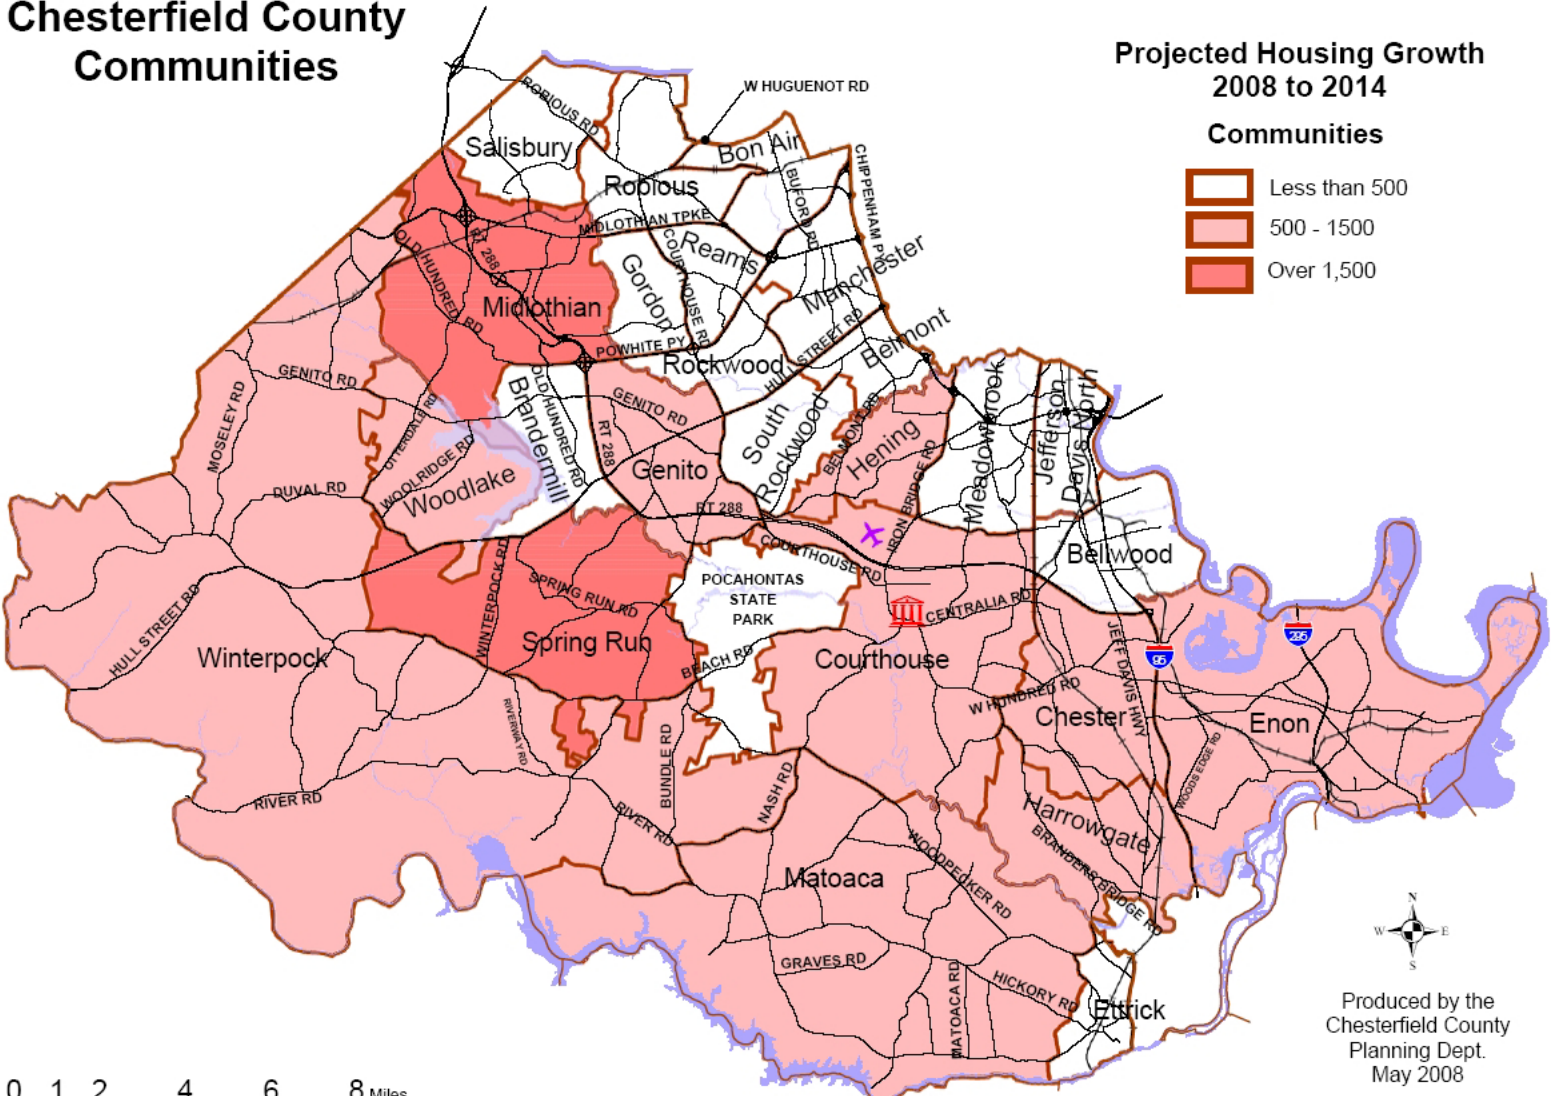 Chesterfield County
Communities
Projected Housing Growth
2008 to 2014
Communities
Less than 500
500 - 1500
Over 1,500
W HUGUENOT RD
ROBIOUS RD
Salisbury
Bon Air
Robious
CHIPPENHAM PY
BUFORD RD
MIDLOTHIAN TPKE
OLD HUNDRED RD
RT 288
COURTHOUSE RD
Reams
Gordon
Manchester
Midlothian
POWHITE PY
Rockwood
HULL STREET RD
Belmont
GENITO RD
MOSELEY RD
OTTERDALE RD
WOOLRIDGE RD
Woodlake
Brandermill
OLD HUNDRED RD
GENITO RD
RT 288
Genito
South
Rockwood
BELMONT RD
Hening
IRON BRIDGE RD
Meadowbrook
Jefferson
Davis North
DUVAL RD
RT 288
COURTHOUSE RD
Bellwood
POCAHONTAS
STATE
PARK
WINTERPOCK RD
SPRING RUN RD
Spring Run
HULL STREET RD
Winterpock
BEACH RD
Courthouse
CENTRALIA RD
JEFF DAVIS HWY
95
295
W HUNDRED RD
Chester
Enon
WOODS EDGE RD
RIVERWAY RD
BUNDLE RD
NASH RD
RIVER RD
RIVER RD
Harrowgate
BRANDERS BRIDGE RD
Matoaca
WOODPECKER RD
GRAVES RD
MATOACA RD
HICKORY RD
Ettrick
N
W
E
S
Produced by the
Chesterfield County
Planning Dept.
May 2008
0 1 2 4 6 8 Miles